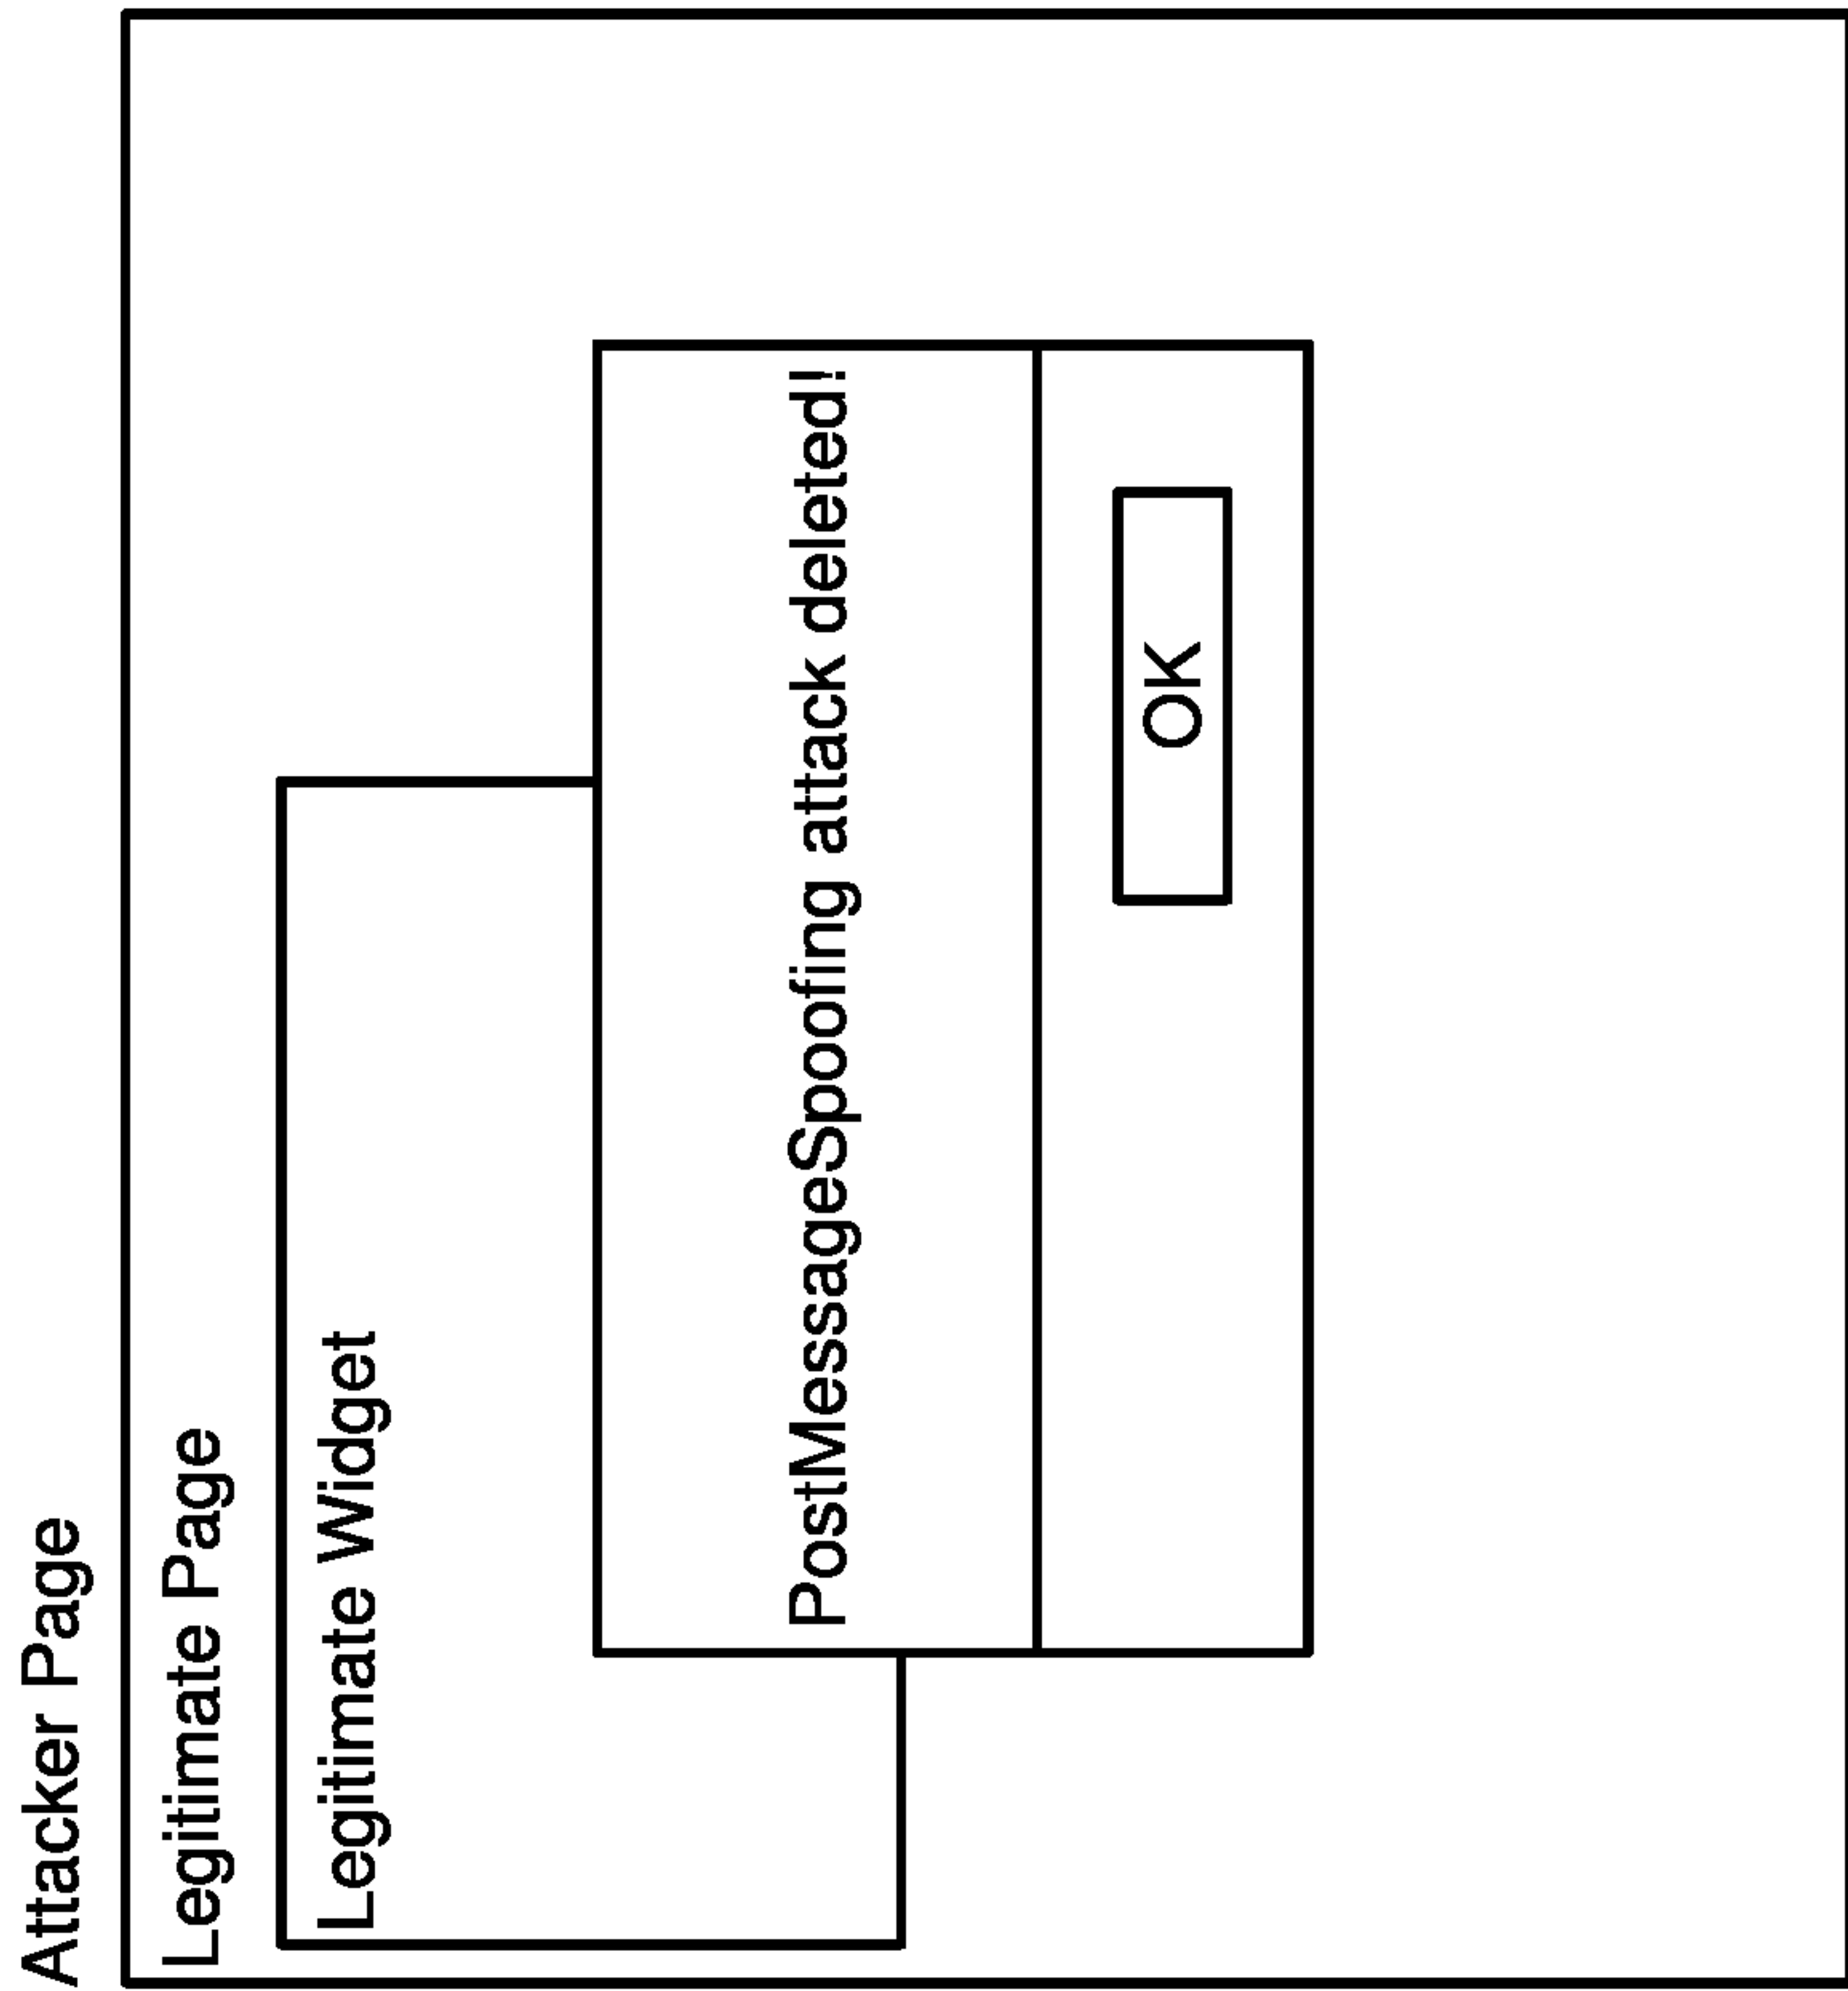 Attacker Page
Legitimate Page
Legitimate Widget
PostMessageSpoofing attack deleted!
OK